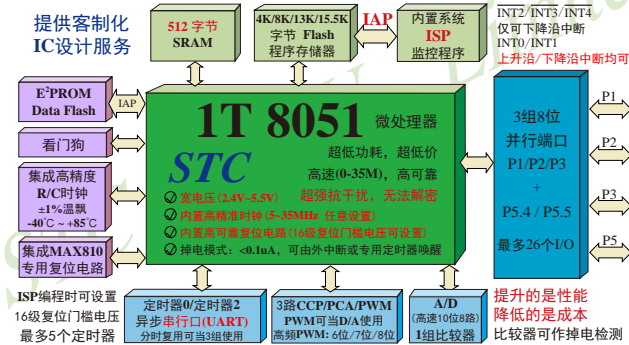 提供客制化
IC设计服务
512 字节
SRAM
4K/8K/13K/15.5K
字节 Flash
程序存储器
IAP
内置系统
ISP
监控程序
INT2/INT3/INT4
仅可下降沿中断
INT0/INT1
上升沿/下降沿中断均可
E²PROM
Data Flash
IAP
看门狗
集成高精度
R/C时钟
±1%温飘
-40℃ ~ +85℃
集成MAX810
专用复位电路
1T 8051 微处理器
STC
超低功耗，超低价
高速(0-35M)，高可靠
超强抗干扰，无法解密
宽电压(2.4V~5.5V)
内置高精准时钟(5~35MHz 任意设置)
内置高可靠复位电路(16级复位门槛电压可设置)
掉电模式：<0.1uA，可由外中断或专用定时器唤醒
3组8位
并行端口
P1/P2/P3
+
P5.4 / P5.5
最多26个I/O
P1
P2
P3
P5
ISP编程时可设置
16级复位门槛电压
最多5个定时器
定时器0/定时器2
异步串行口(UART)
分时复用可当3组使用
3路CCP/PCA/PWM
PWM可当D/A使用
高频PWM: 6位/7位/8位
A/D
(高速10位8路)
1组比较器
提升的是性能
降低的是成本
比较器可作掉电检测